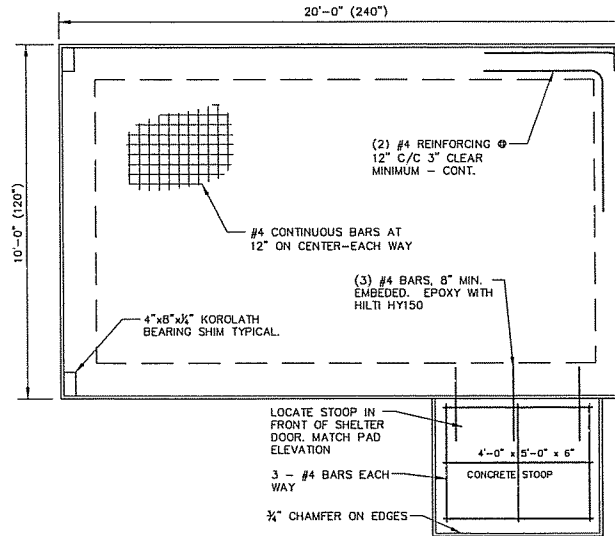 20'-0" (240")
10'-0" (120")
(2) #4 REINFORCING @
12" C/C 3" CLEAR
MINIMUM - CONT.
#4 CONTINUOUS BARS AT
12" ON CENTER-EACH WAY
(3) #4 BARS, 8" MIN.
EMBEDED. EPOXY WITH
HILTI HY150
4"x8"x¼" KOROLATH
BEARING SHIM TYPICAL.
LOCATE STOOP IN
FRONT OF SHELTER
DOOR. MATCH PAD
ELEVATION
4'-0" x 5'-0" x 6"
CONCRETE STOOP
3 - #4 BARS EACH
WAY
¾" CHAMFER ON EDGES